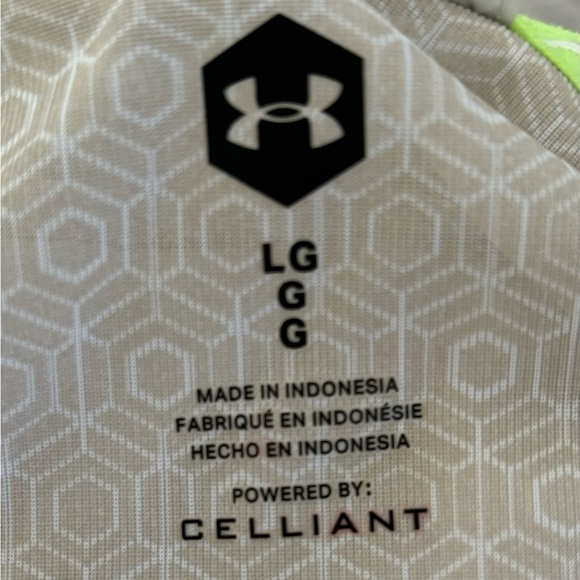 LG
G
G
MADE IN INDONESIA
FABRIQUÉ EN INDONÉSIE
HECHO EN INDONESIA
POWERED BY:
CELLIANT